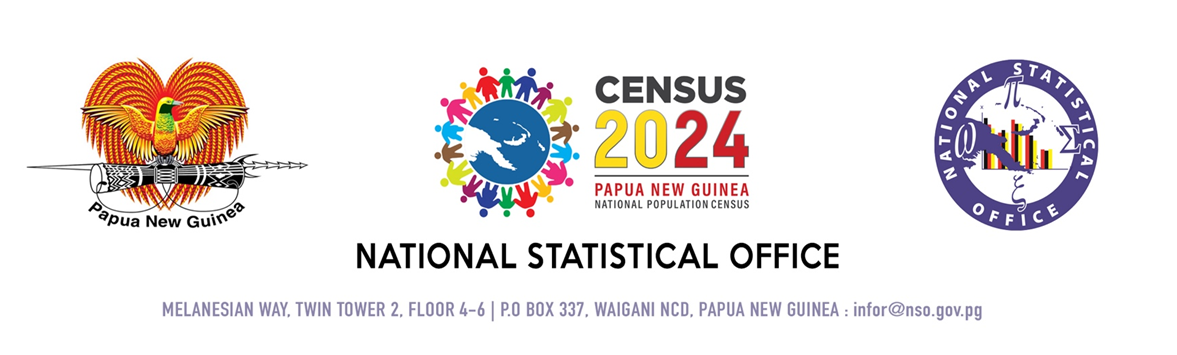 Papua New Guinea
CENSUS
2024
PAPUA NEW GUINEA
NATIONAL POPULATION CENSUS
NATIONAL STATISTICAL OFFICE
π
@
Σ
ξ
NATIONAL STATISTICAL OFFICE
MELANESIAN WAY, TWIN TOWER 2, FLOOR 4-6 | P.O BOX 337, WAIGANI NCD, PAPUA NEW GUINEA : infor@nso.gov.pg